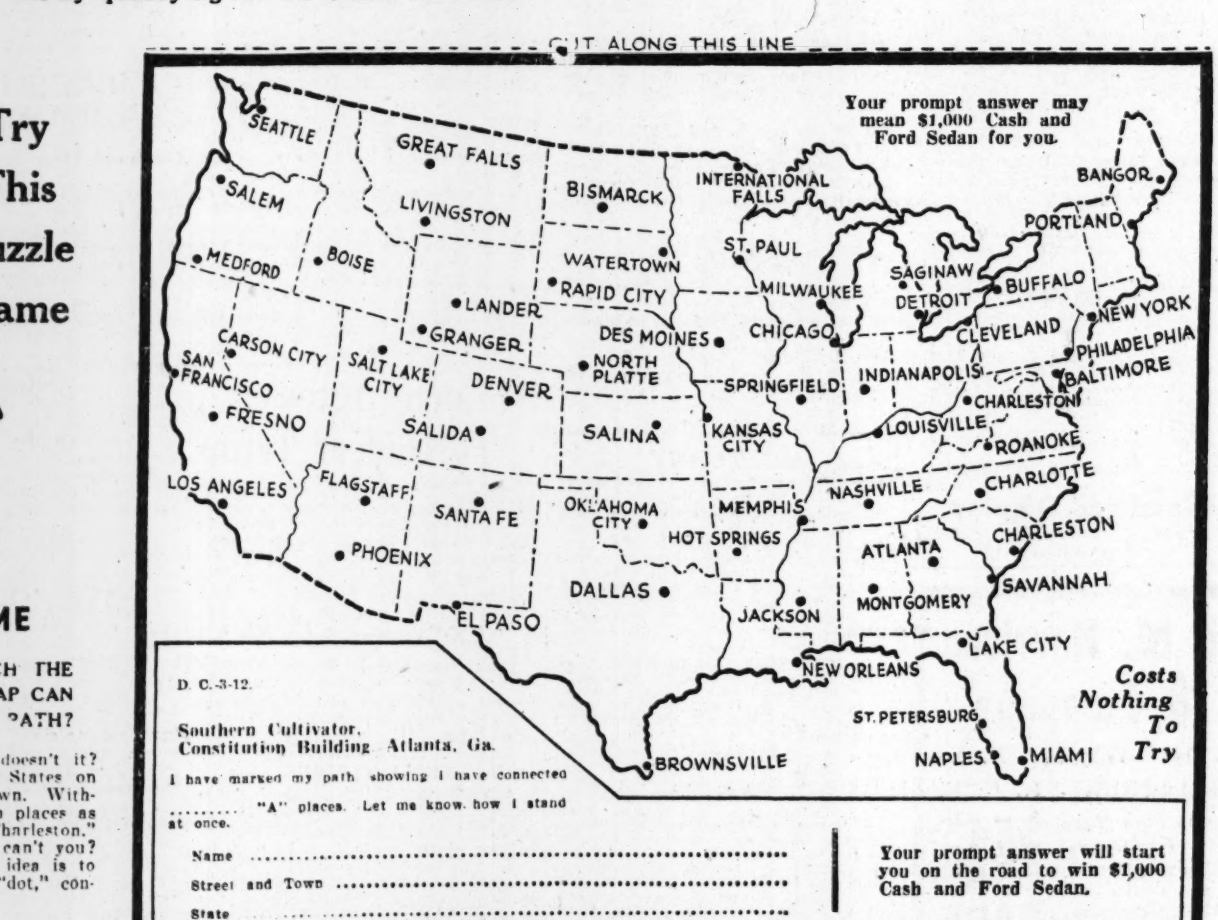 CUT ALONG THIS LINE
Try
This
uzzle
ame
ME
CH THE
AP CAN
PATH?
doesn't it?
States on
wn. With-
places as
harleston."
can't you?
idea is to
"dot," con-
Your prompt answer may
mean $1,000 Cash and
Ford Sedan for you.
SEATTLE
GREAT FALLS
INTERNATIONAL
FALLS
BANGOR
SALEM
LIVINGSTON
BISMARCK
PORTLAND
MEDFORD
BOISE
WATERTOWN
ST. PAUL
SAGINAW
BUFFALO
LANDER
RAPID CITY
MILWAUKEE
DETROIT
NEW YORK
CARSON CITY
GRANGER
DES MOINES
CHICAGO
CLEVELAND
PHILADELPHIA
SAN
FRANCISCO
SALT LAKE
CITY
DENVER
NORTH
PLATTE
SPRINGFIELD
INDIANAPOLIS
BALTIMORE
CHARLESTON
FRESNO
SALIDA
SALINA
KANSAS
CITY
LOUISVILLE
ROANOKE
LOS ANGELES
FLAGSTAFF
SANTA FE
OKLAHOMA
CITY
MEMPHIS
NASHVILLE
CHARLOTTE
PHOENIX
HOT SPRINGS
ATLANTA
CHARLESTON
DALLAS
JACKSON
MONTGOMERY
SAVANNAH
EL PASO
LAKE CITY
NEW ORLEANS
ST. PETERSBURG
BROWNSVILLE
NAPLES
MIAMI
Costs
Nothing
To
Try
D. C.-3-12.
Southern Cultivator,
Constitution Building Atlanta, Ga.
I have marked my path showing I have connected
.......... "A" places. Let me know how I stand
at once.
Name ..........
Street and Town ..........
State ..........
Your prompt answer will start
you on the road to win $1,000
Cash and Ford Sedan.